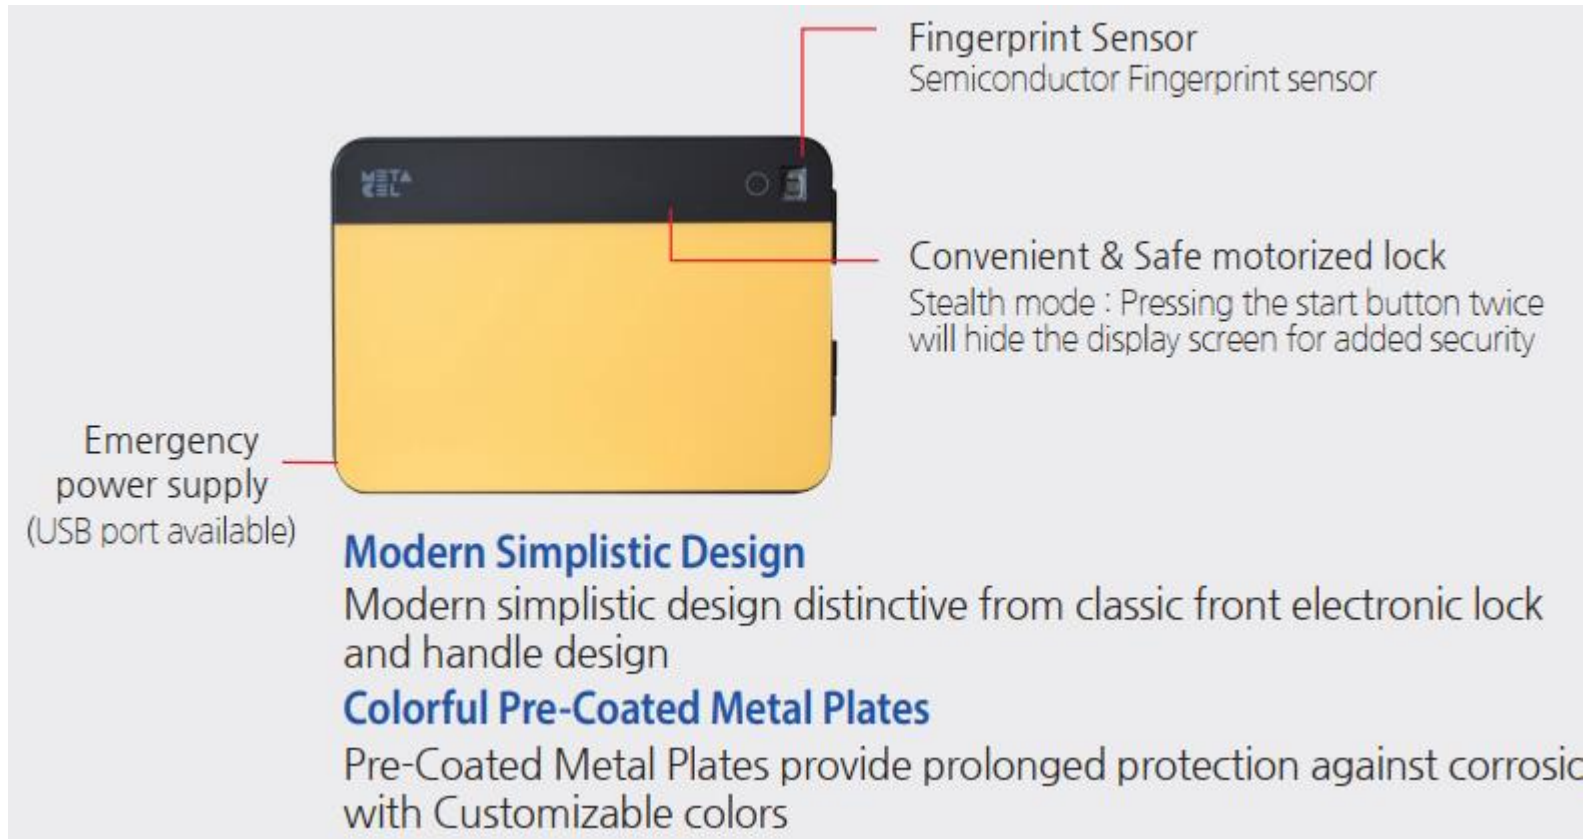 Fingerprint Sensor
Semiconductor Fingerprint sensor
META
CEL
Convenient & Safe motorized lock
Stealth mode : Pressing the start button twice
will hide the display screen for added security
Emergency
power supply
(USB port available)
Modern Simplistic Design
Modern simplistic design distinctive from classic front electronic lock
and handle design
Colorful Pre-Coated Metal Plates
Pre-Coated Metal Plates provide prolonged protection against corrosio
with Customizable colors